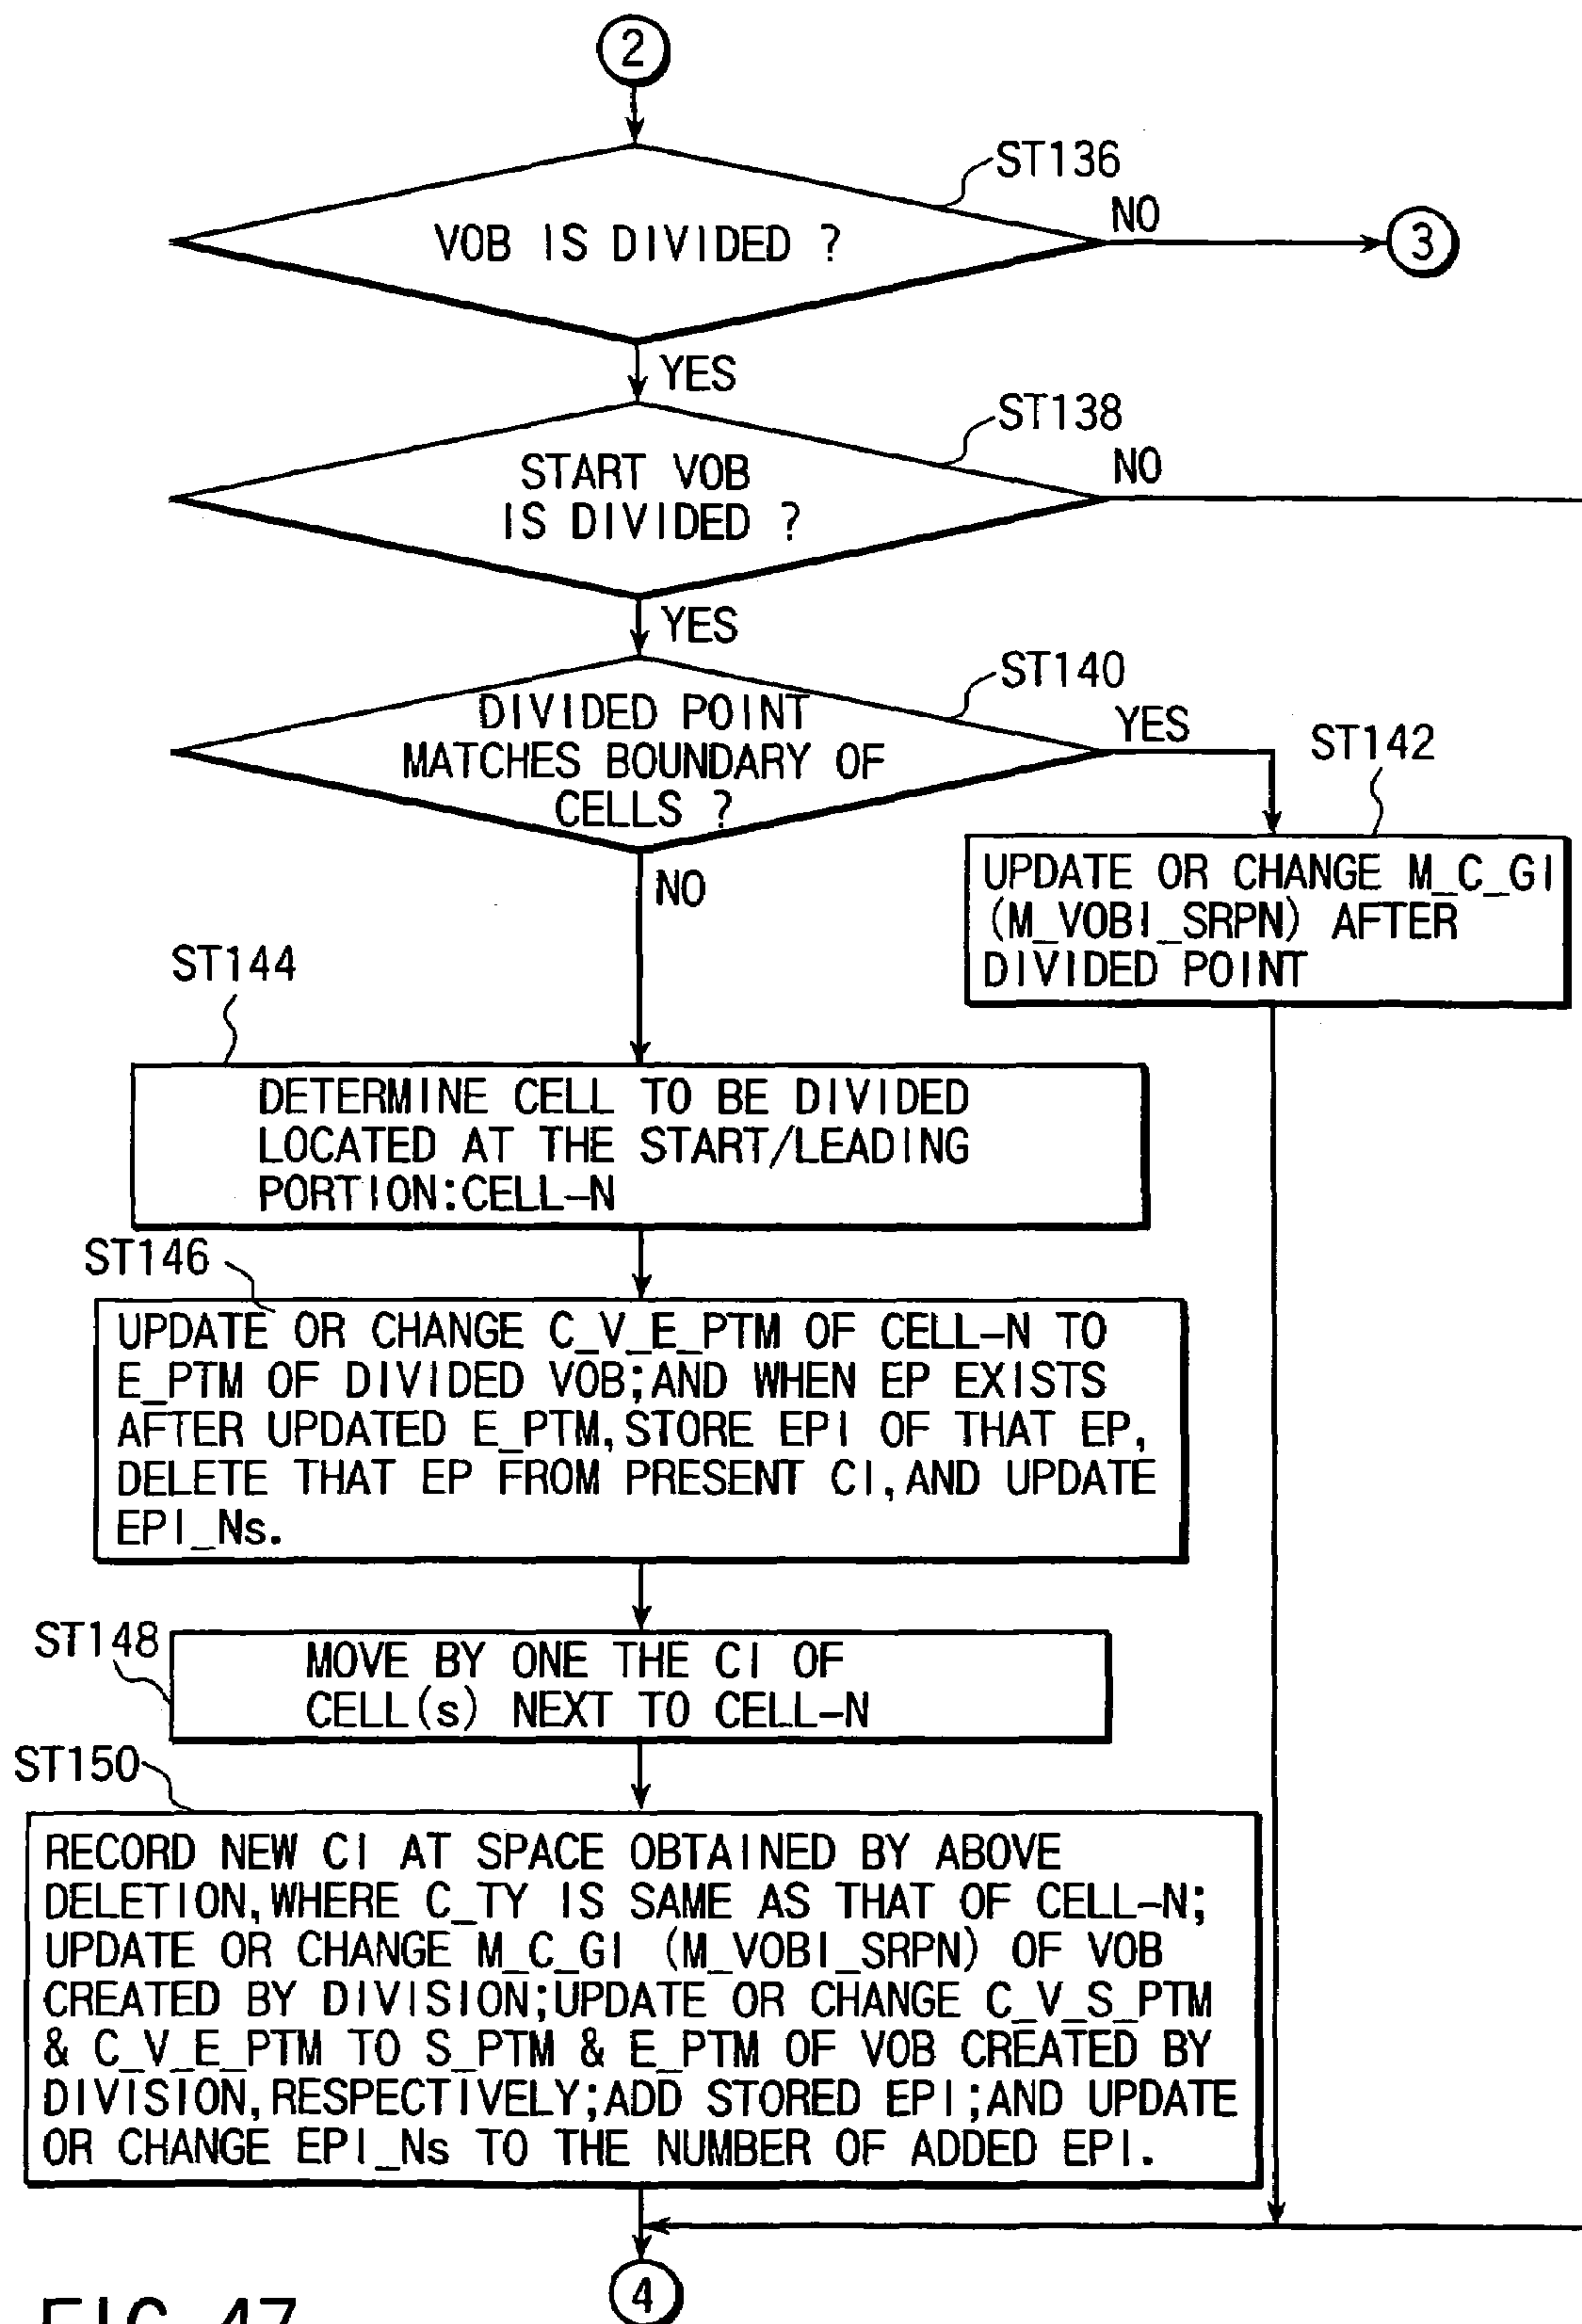 2
ST136
VOB IS DIVIDED ?
NO
3
YES
ST138
START VOB
IS DIVIDED ?
NO
YES
ST140
DIVIDED POINT
MATCHES BOUNDARY OF
CELLS ?
YES
ST142
UPDATE OR CHANGE M_C_GI
(M_VOBI_SRPN) AFTER
DIVIDED POINT
NO
ST144
DETERMINE CELL TO BE DIVIDED
LOCATED AT THE START/LEADING
PORTION:CELL-N
ST146
UPDATE OR CHANGE C_V_E_PTM OF CELL-N TO
E_PTM OF DIVIDED VOB;AND WHEN EP EXISTS
AFTER UPDATED E_PTM,STORE EPI OF THAT EP,
DELETE THAT EP FROM PRESENT CI,AND UPDATE
EPI_Ns.
ST148
MOVE BY ONE THE CI OF
CELL(s) NEXT TO CELL-N
ST150
RECORD NEW CI AT SPACE OBTAINED BY ABOVE
DELETION,WHERE C_TY IS SAME AS THAT OF CELL-N;
UPDATE OR CHANGE M_C_GI (M_VOBI_SRPN) OF VOB
CREATED BY DIVISION;UPDATE OR CHANGE C_V_S_PTM
& C_V_E_PTM TO S_PTM & E_PTM OF VOB CREATED BY
DIVISION,RESPECTIVELY;ADD STORED EPI;AND UPDATE
OR CHANGE EPI_Ns TO THE NUMBER OF ADDED EPI.
4
FIG. 47